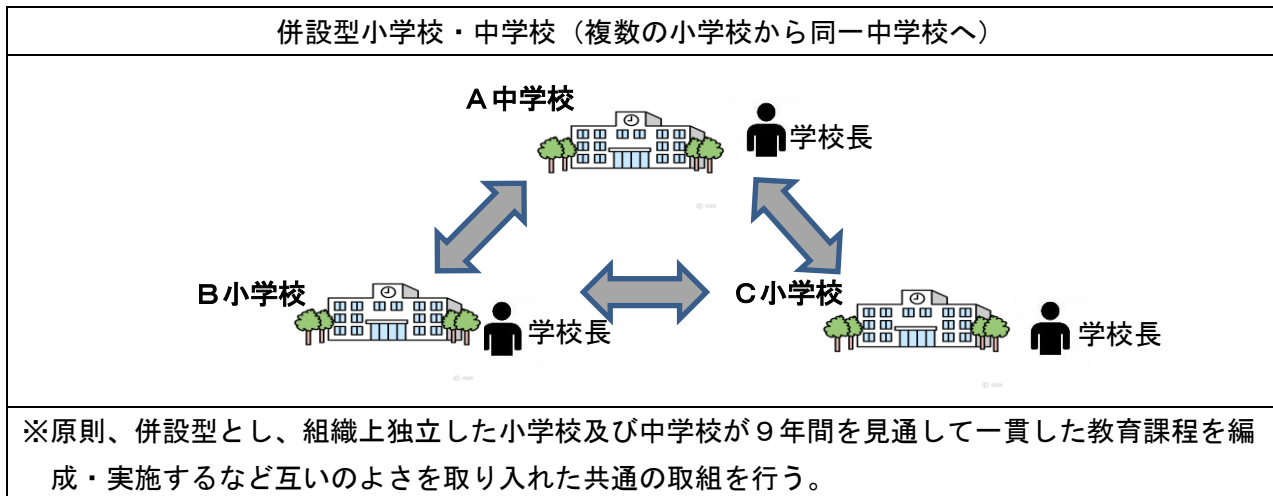 併設型小学校・中学校（複数の小学校から同一中学校へ）
Ａ中学校
学校長
© dak
Ｂ小学校
学校長
© dak
Ｃ小学校
学校長
© dak
※原則、併設型とし、組織上独立した小学校及び中学校が９年間を見通して一貫した教育課程を編
成・実施するなど互いのよさを取り入れた共通の取組を行う。